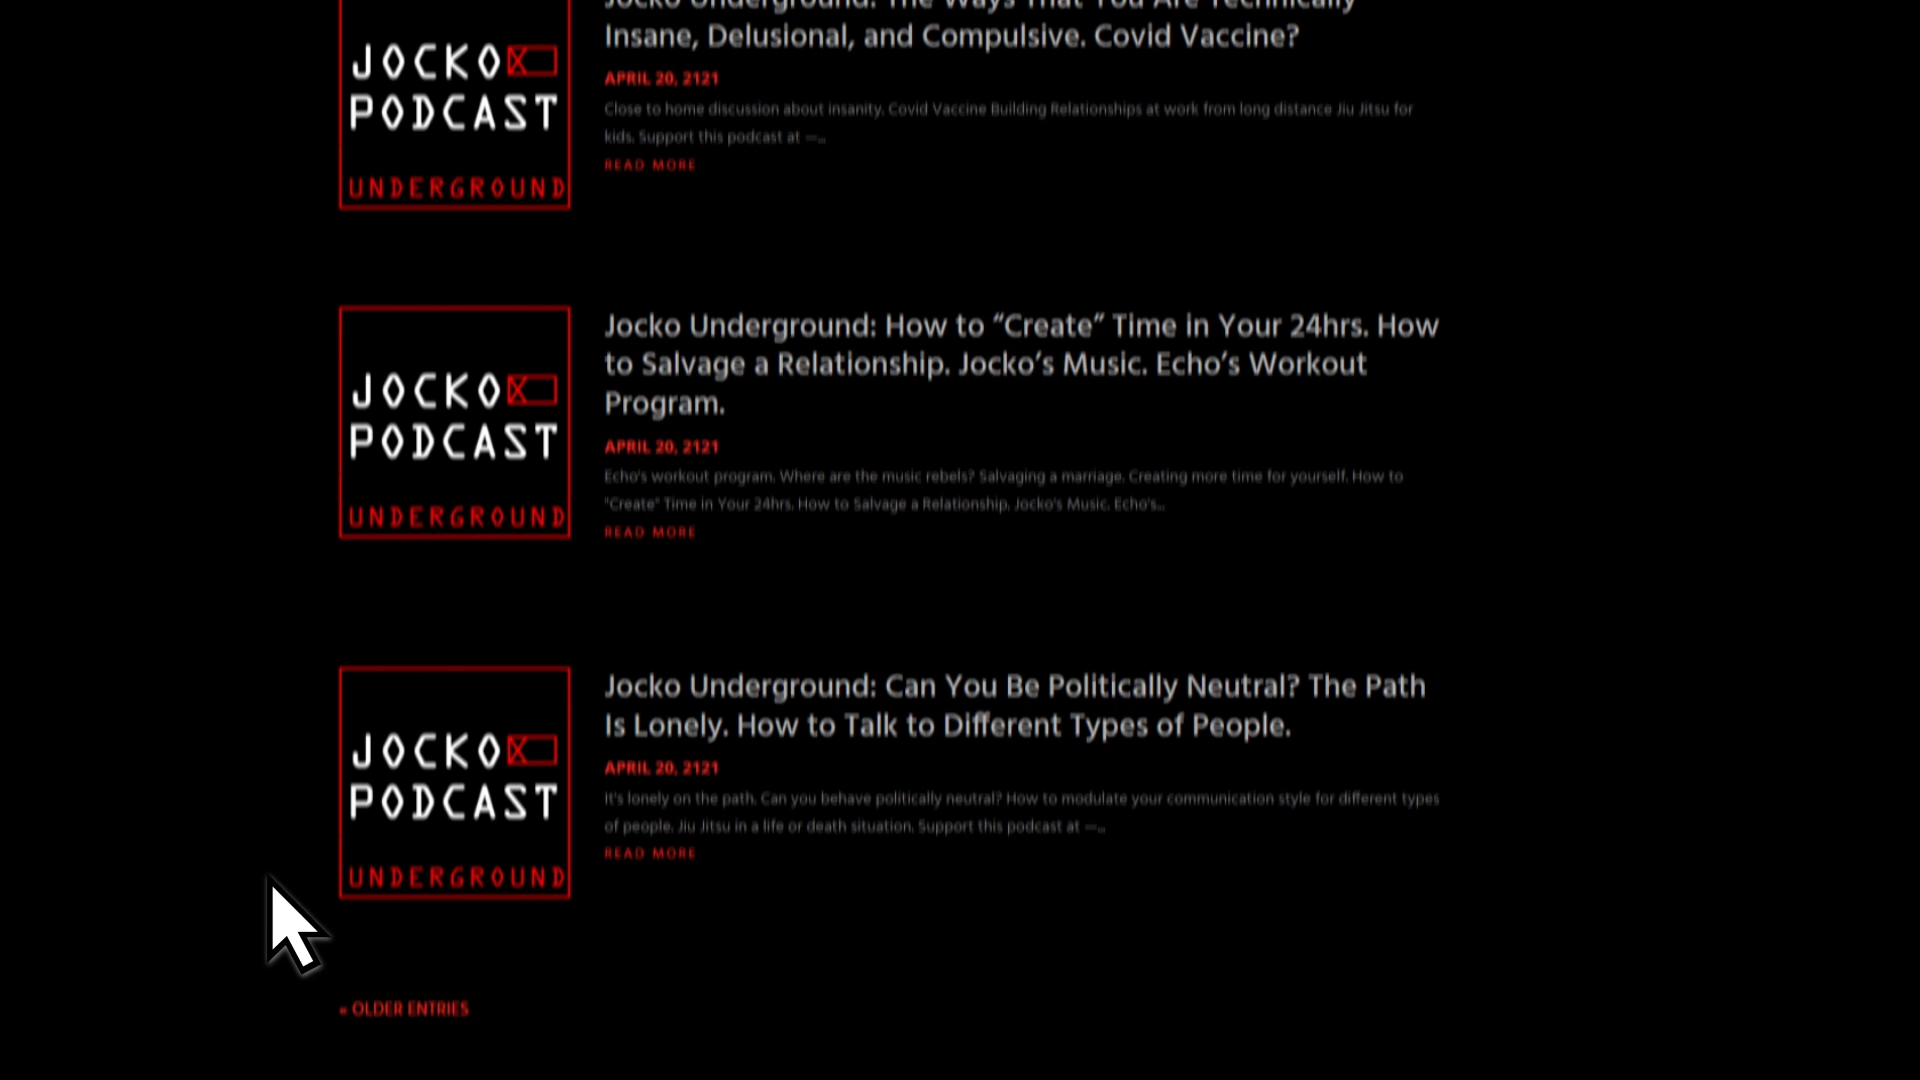 Jocko Underground: The Ways That You Are Technically
Insane, Delusional, and Compulsive. Covid Vaccine?
APRIL 20, 2121
Close to home discussion about insanity. Covid Vaccine Building Relationships at work from long distance Jiu Jitsu for
kids. Support this podcast at —...
READ MORE
JOCKO
PODCAST
UNDERGROUND
Jocko Underground: How to “Create” Time in Your 24hrs. How
to Salvage a Relationship. Jocko’s Music. Echo’s Workout
Program.
APRIL 20, 2121
Echo's workout program. Where are the music rebels? Salvaging a marriage. Creating more time for yourself. How to
"Create" Time in Your 24hrs. How to Salvage a Relationship. Jocko's Music. Echo's...
READ MORE
JOCKO
PODCAST
UNDERGROUND
Jocko Underground: Can You Be Politically Neutral? The Path
Is Lonely. How to Talk to Different Types of People.
APRIL 20, 2121
It's lonely on the path. Can you behave politically neutral? How to modulate your communication style for different types
of people. Jiu Jitsu in a life or death situation. Support this podcast at —...
READ MORE
JOCKO
PODCAST
UNDERGROUND
« OLDER ENTRIES